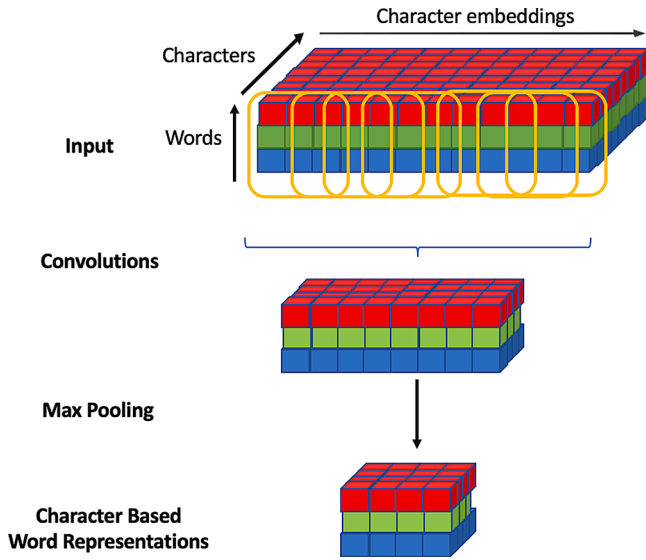 Character embeddings
Characters
Words
Input
Convolutions
Max Pooling
Character Based
Word Representations